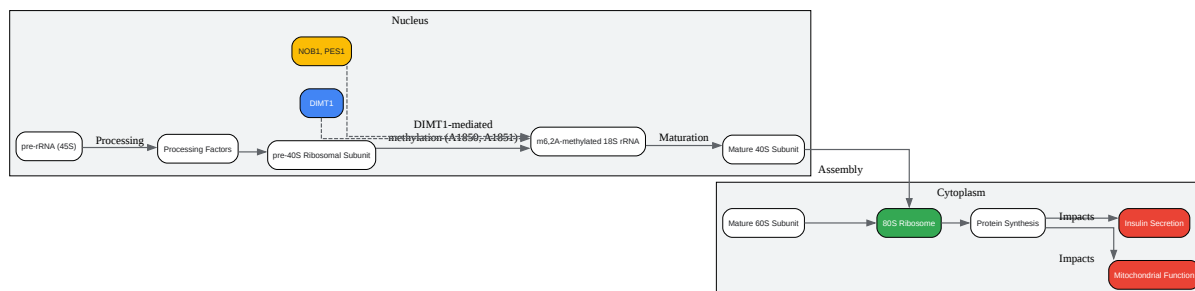 Nucleus
NOB1, PES1
DIMT1
DIMT1-mediated
methylation (A1850, A1851)
pre-rRNA (45S)
Processing
Processing Factors
pre-40S Ribosomal Subunit
m6,2A-methylated 18S rRNA
Maturation
Mature 40S Subunit
Assembly
Cytoplasm
Mature 60S Subunit
80S Ribosome
Protein Synthesis
Impacts
Insulin Secretion
Impacts
Mitochondrial Function